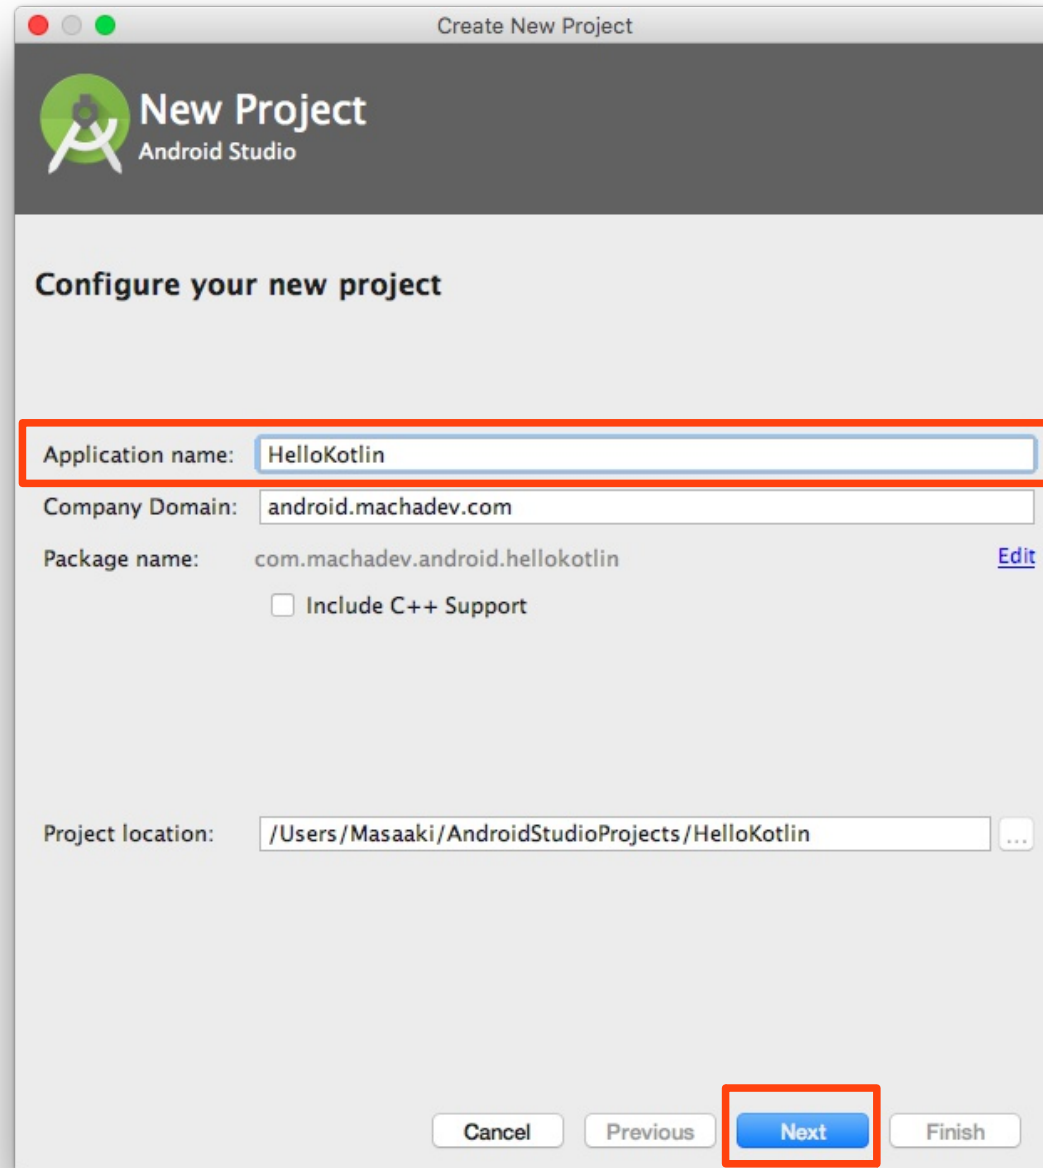 Create New Project
New Project
Android Studio
Configure your new project
Application name: HelloKotlin
Company Domain: android.machadev.com
Package name: com.machadev.android.hellokotlin Edit
Include C++ Support
Project location: /Users/Masaaki/AndroidStudioProjects/HelloKotlin ...
Cancel Previous Next Finish